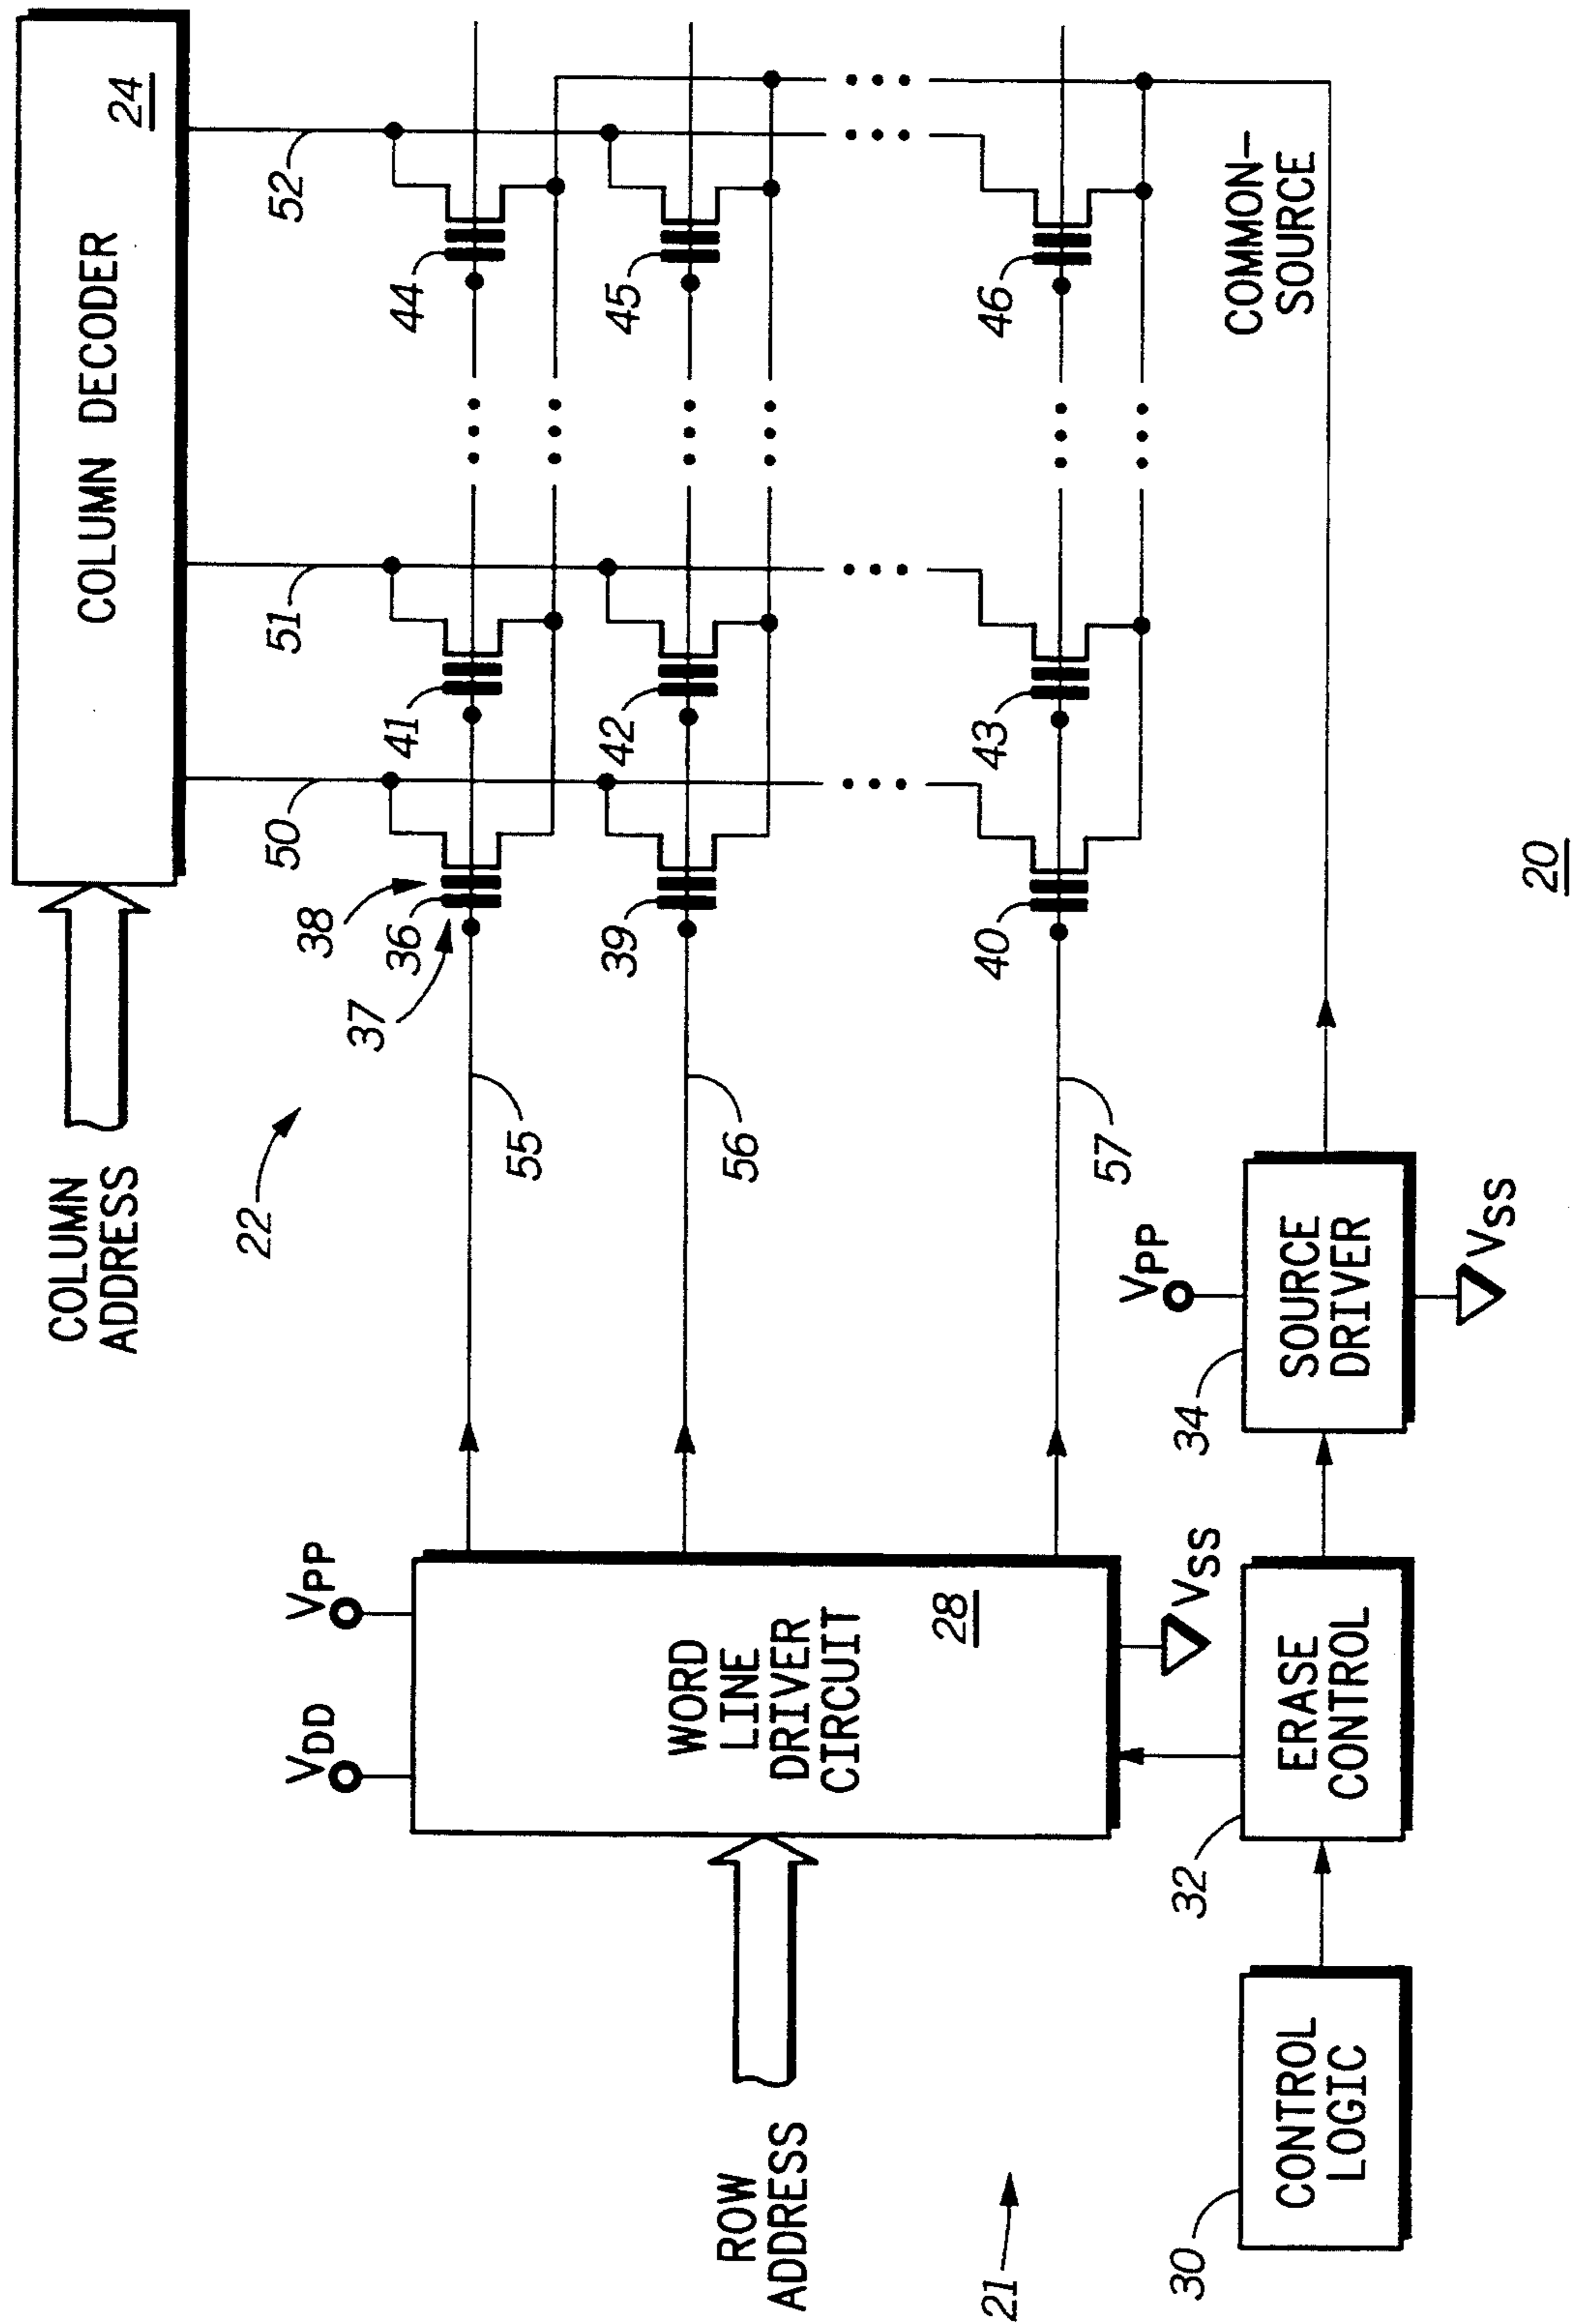 COLUMN
ADDRESS
COLUMN DECODER
24
22
50
51
52
38
36
37
41
44
39
42
45
40
43
46
55
56
57
VDD
VPP
ROW
ADDRESS
WORD
LINE
DRIVER
CIRCUIT
28
VSS
21
30
CONTROL
LOGIC
32
ERASE
CONTROL
34
SOURCE
DRIVER
VPP
VSS
COMMON-
SOURCE
20